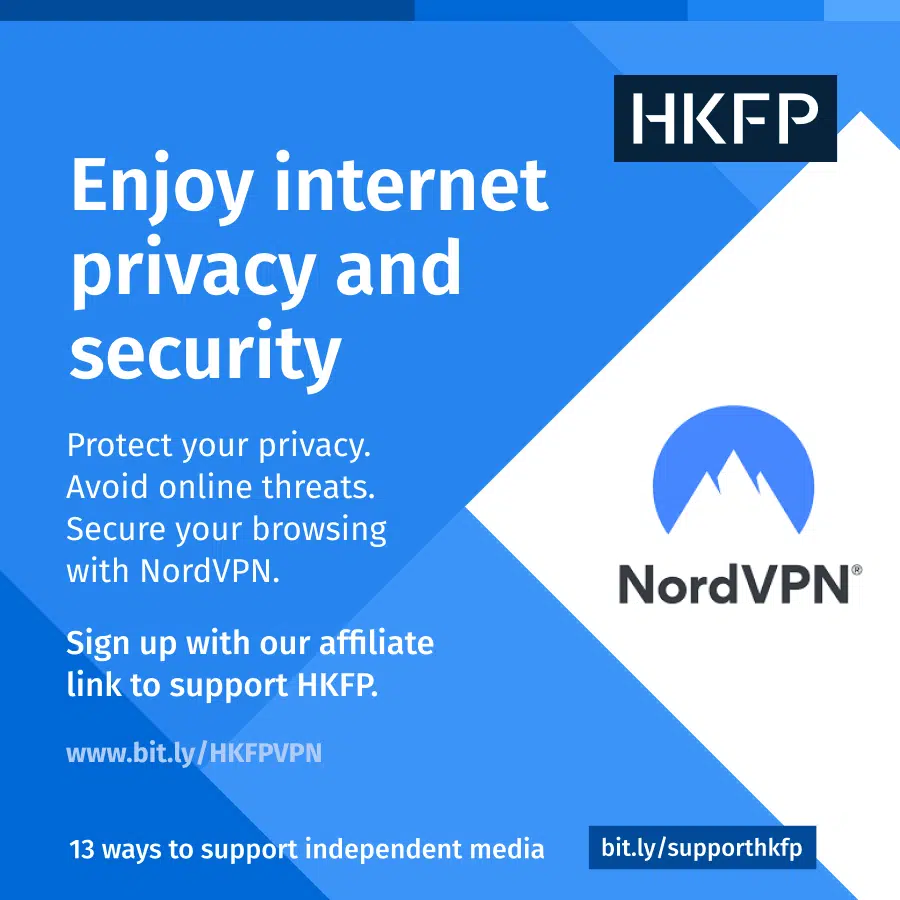 HKFP
Enjoy internet
privacy and
security
Protect your privacy.
Avoid online threats.
Secure your browsing
with NordVPN.
NordVPN®
Sign up with our affiliate
link to support HKFP.
www.bit.ly/HKFPVPN
13 ways to support independent media
bit.ly/supporthkfp